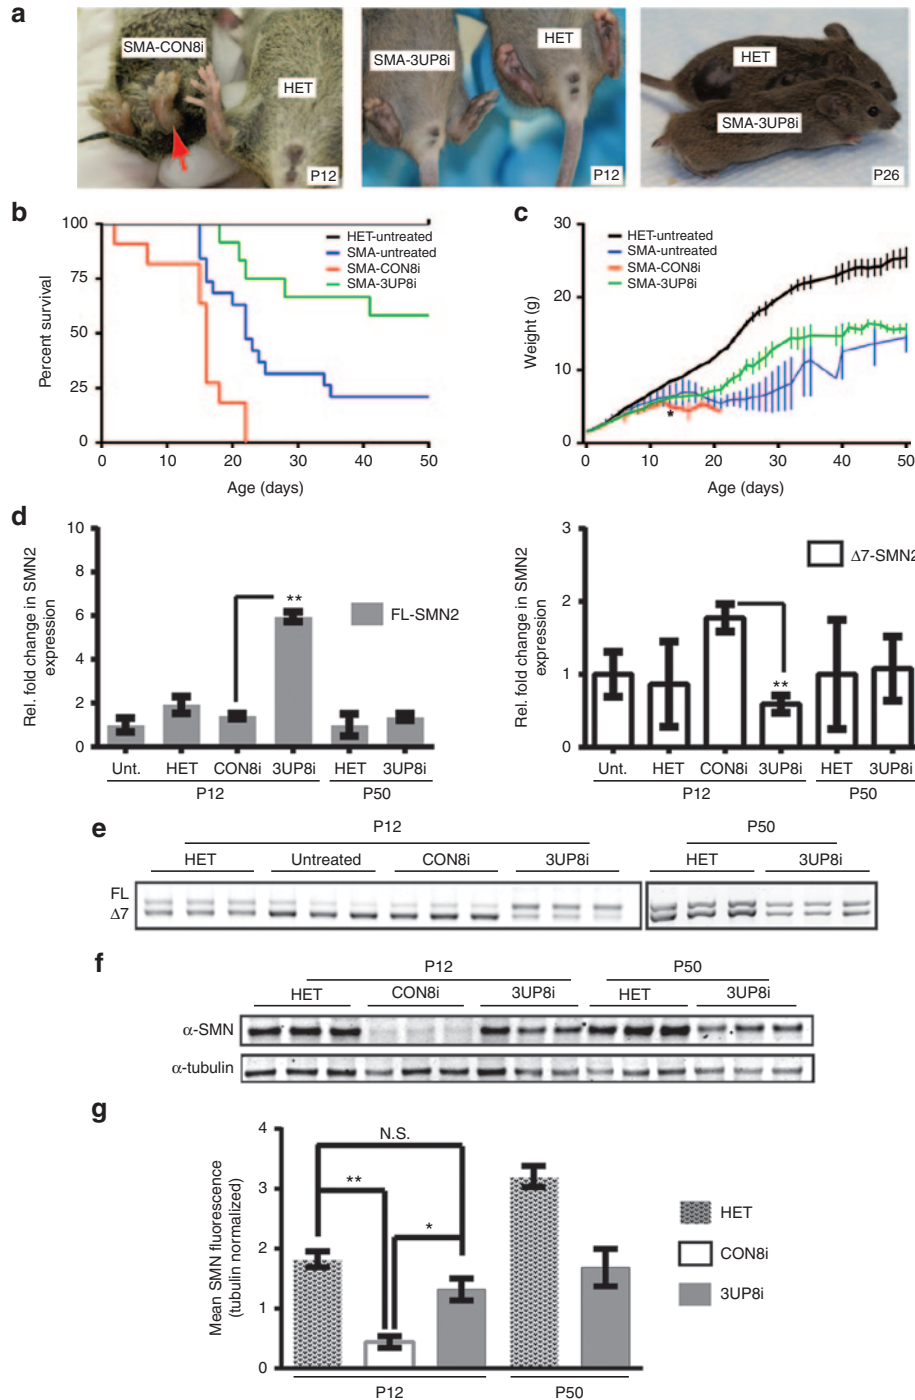 a
SMA-CON8i
HET
P12
SMA-3UP8i
HET
P12
HET
SMA-3UP8i
P26
b
Percent survival
100
75
50
25
0
0 10 20 30 40 50
Age (days)
HET-untreated
SMA-untreated
SMA-CON8i
SMA-3UP8i
c
Weight (g)
30
20
10
0
0 10 20 30 40 50
Age (days)
HET-untreated
SMA-untreated
SMA-CON8i
SMA-3UP8i
*
d
Rel. fold change in SMN2
expression
10
8
6
4
2
0
**
FL-SMN2
Unt. HET CON8i 3UP8i HET 3UP8i
P12 P50
Rel. fold change in SMN2
expression
3
2
1
0
**
Δ7-SMN2
Unt. HET CON8i 3UP8i HET 3UP8i
P12 P50
e
P12 P50
HET Untreated CON8i 3UP8i HET 3UP8i
FL
Δ7
f
P12 P50
HET CON8i 3UP8i HET 3UP8i
α-SMN
α-tubulin
g
Mean SMN fluorescence
(tubulin normalized)
4
3
2
1
0
N.S.
**
*
HET
CON8i
3UP8i
P12 P50